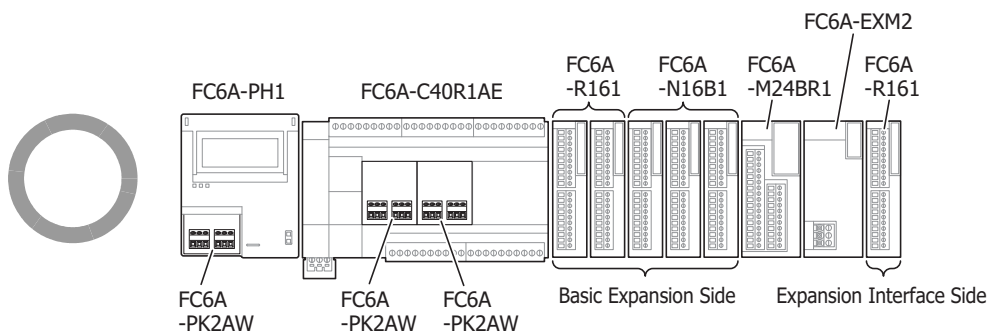 FC6A-EXM2
FC6A-PH1
FC6A-C40R1AE
FC6A
-R161
FC6A
-N16B1
FC6A
-M24BR1
FC6A
-R161
FC6A
-PK2AW
FC6A
-PK2AW
FC6A
-PK2AW
Basic Expansion Side
Expansion Interface Side